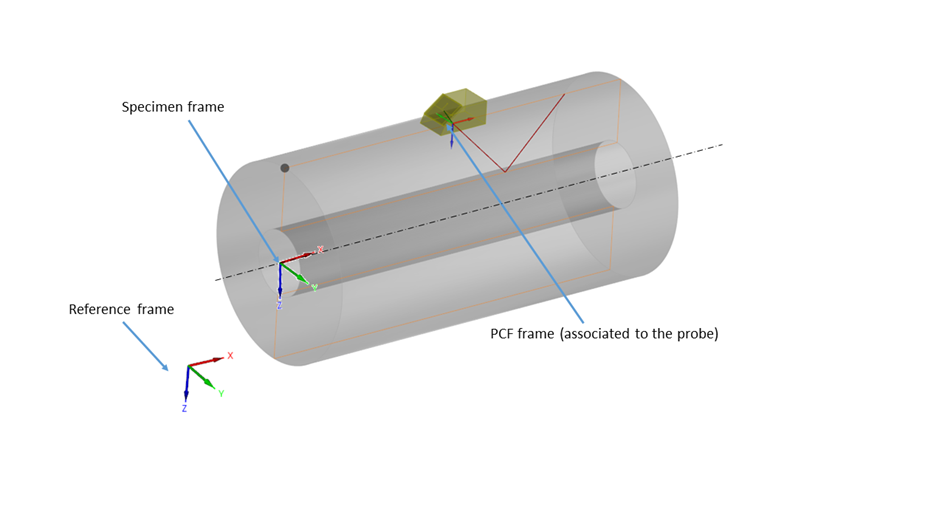 Specimen frame
X
Y
Z
Reference frame
PCF frame (associated to the probe)
X
Y
Z